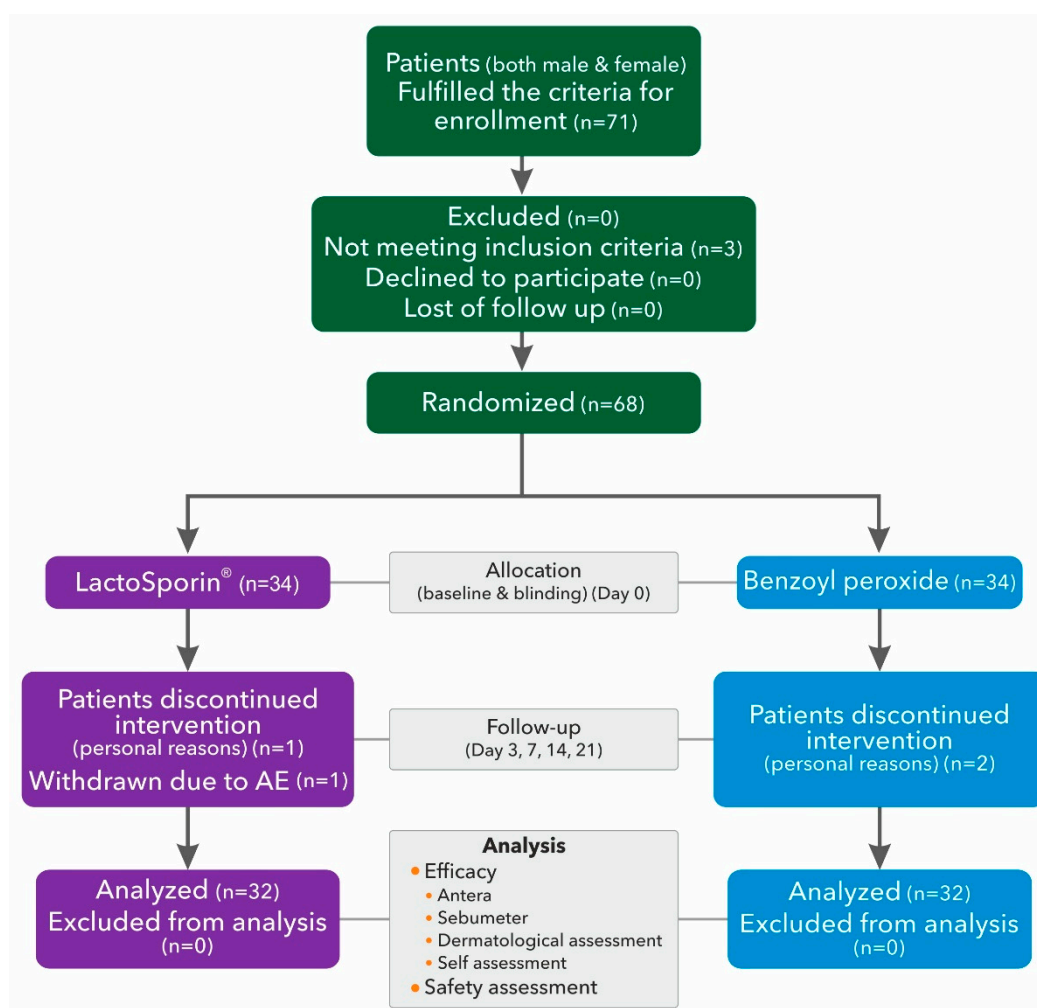 Patients (both male & female)
Fulfilled the criteria for
enrollment (n=71)
Excluded (n=0)
Not meeting inclusion criteria (n=3)
Declined to participate (n=0)
Lost of follow up (n=0)
Randomized (n=68)
LactoSporin® (n=34)
Allocation
(baseline & blinding) (Day 0)
Benzoyl peroxide (n=34)
Patients discontinued
intervention
(personal reasons) (n=1)
Withdrawn due to AE (n=1)
Follow-up
(Day 3, 7, 14, 21)
Patients discontinued
intervention
(personal reasons) (n=2)
Analyzed (n=32)
Excluded from analysis
(n=0)
Analysis
• Efficacy
• Antera
• Sebumeter
• Dermatological assessment
• Self assessment
• Safety assessment
Analyzed (n=32)
Excluded from analysis
(n=0)